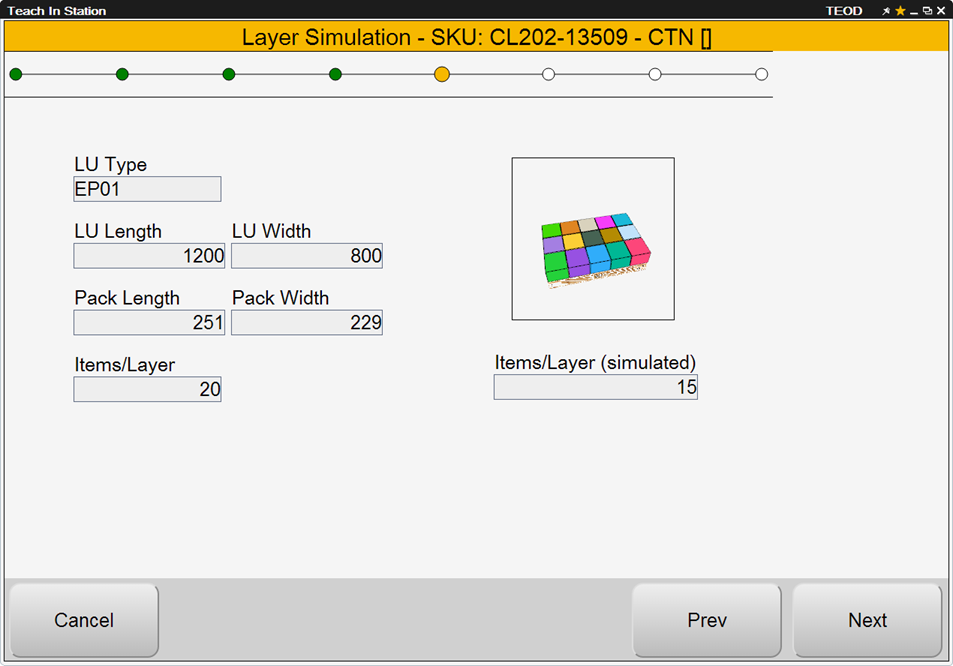 Teach In Station TEOD
Layer Simulation - SKU: CL202-13509 - CTN []
LU Type
EP01
LU Length LU Width
1200 800
Pack Length Pack Width
251 229
Items/Layer
20
Items/Layer (simulated)
15
Cancel Prev Next